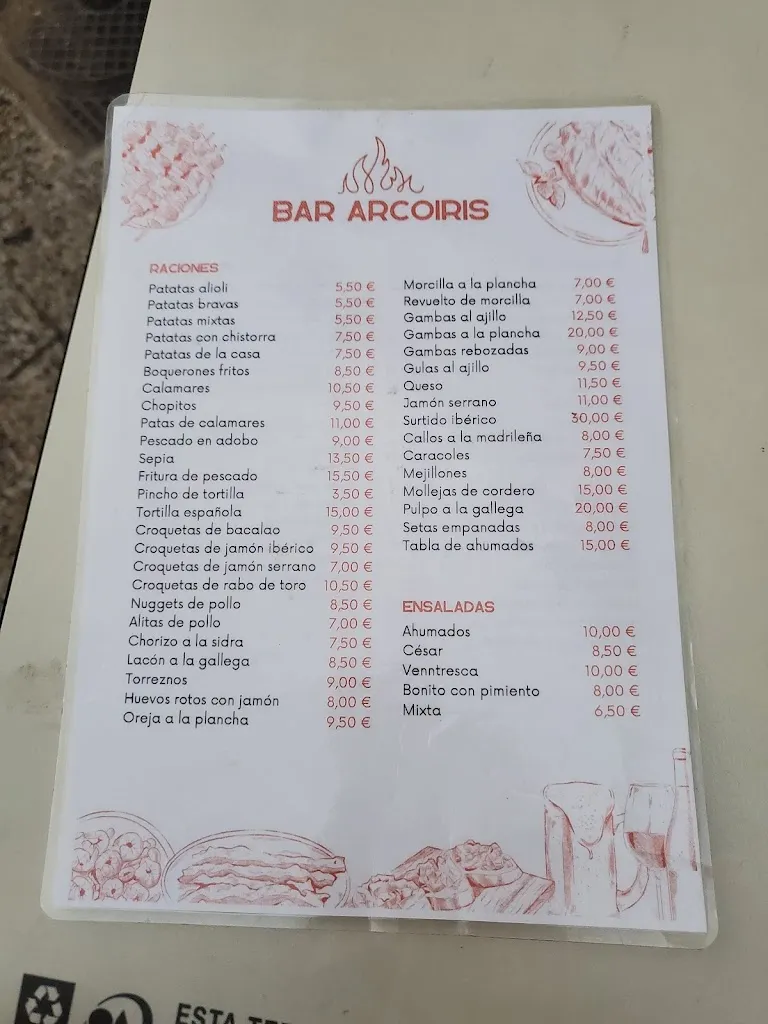 BAR ARCOIRIS
RACIONES
Patatas alioli 5,50 €
Patatas bravas 5,50 €
Patatas mixtas 5,50 €
Patatas con chistorra 7,50 €
Patatas de la casa 7,50 €
Boquerones fritos 8,50 €
Calamares 10,50 €
Chopitos 9,50 €
Patas de calamares 11,00 €
Pescado en adobo 9,00 €
Sepia 13,50 €
Fritura de pescado 15,50 €
Pincho de tortilla 3,50 €
Tortilla española 15,00 €
Croquetas de bacalao 9,50 €
Croquetas de jamón ibérico 9,50 €
Croquetas de jamón serrano 7,00 €
Croquetas de rabo de toro 10,50 €
Nuggets de pollo 8,50 €
Alitas de pollo 7,00 €
Chorizo a la sidra 7,50 €
Lacón a la gallega 8,50 €
Torreznos 9,00 €
Huevos rotos con jamón 8,00 €
Oreja a la plancha 9,50 €
Morcilla a la plancha 7,00 €
Revuelto de morcilla 7,00 €
Gambas al ajillo 12,50 €
Gambas a la plancha 20,00 €
Gambas rebozadas 9,00 €
Gulas al ajillo 9,50 €
Queso 11,50 €
Jamón serrano 11,00 €
Surtido ibérico 30,00 €
Callos a la madrileña 8,00 €
Caracoles 7,50 €
Mejillones 8,00 €
Mollejas de cordero 15,00 €
Pulpo a la gallega 20,00 €
Setas empanadas 8,00 €
Tabla de ahumados 15,00 €
ENSALADAS
Ahumados 10,00 €
César 8,50 €
Venntresca 10,00 €
Bonito con pimiento 8,00 €
Mixta 6,50 €
ESTA